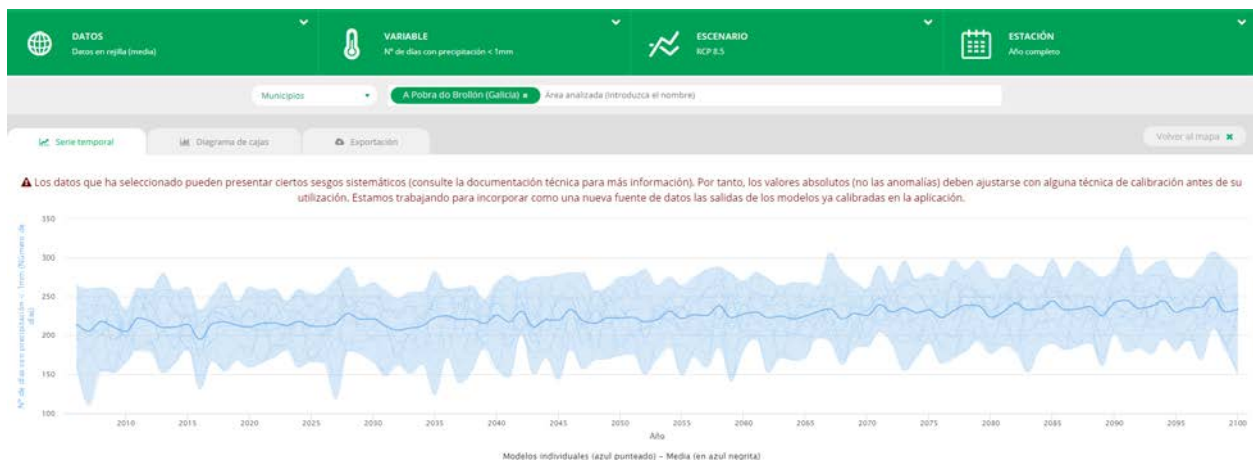 DATOS
Datos en rejilla (media)
VARIABLE
Nº de días con precipitación < 1mm
ESCENARIO
RCP 8.5
ESTACIÓN
Año completo
Municipios
A Pobra do Brollón (Galicia) ×
Área analizada (Introduzca el nombre)
Serie temporal
Diagrama de cajas
Exportación
Volver al mapa ×
Los datos que ha seleccionado pueden presentar ciertos sesgos sistemáticos (consulte la documentación técnica para más información). Por tanto, los valores absolutos (no las anomalías) deben ajustarse con alguna técnica de calibración antes de su
utilización. Estamos trabajando para incorporar como una nueva fuente de datos las salidas de los modelos ya calibradas en la aplicación.
Nº de días con precipitación < 1mm (Número de
días)
350
300
250
200
150
100
2010 2015 2020 2025 2030 2035 2040 2045 2050 2055 2060 2065 2070 2075 2080 2085 2090 2095 2100
Año
Modelos individuales (azul punteado) - Media (en azul negrita)